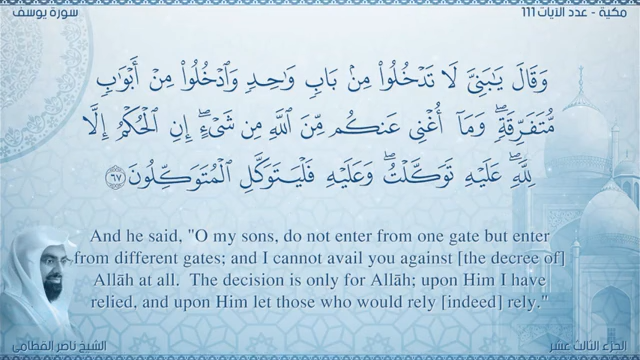 مكية - عدد الآيات 111
سورة يوسف
وَقَالَ يَٰبَنِىَّ لَا تَدۡخُلُواْ مِنۢ بَابٖ وَٰحِدٖ وَٱدۡخُلُواْ مِنۡ أَبۡوَٰبٖ
مُّتَفَرِّقَةٖۖ وَمَآ أُغۡنِي عَنكُم مِّنَ ٱللَّهِ مِن شَيۡءٍۖ إِنِ ٱلۡحُكۡمُ إِلَّا
لِلَّهِۖ عَلَيۡهِ تَوَكَّلۡتُۖ وَعَلَيۡهِ فَلۡيَتَوَكَّلِ ٱلۡمُتَوَكِّلُونَ ٦٧
And he said, "O my sons, do not enter from one gate but enter
from different gates; and I cannot avail you against [the decree of]
Allāh at all. The decision is only for Allāh; upon Him I have
relied, and upon Him let those who would rely [indeed] rely."
الجزء الثالث عشر
الشيخ ناصر القطامي